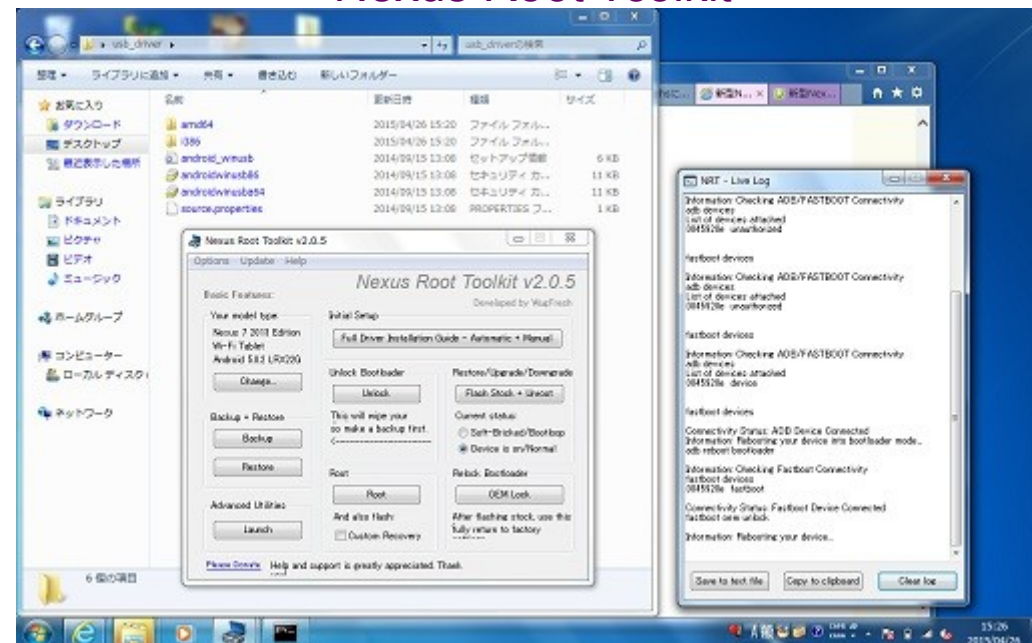 Nexus Root Toolkit
usb_driver
usb_driverの検索
整理
ライブラリに追加
共有
書き込む
新しいフォルダー
名前
更新日時
種類
サイズ
お気に入り
ダウンロード
デスクトップ
最近表示した場所
ライブラリ
ドキュメント
ピクチャ
ビデオ
ミュージック
ホームグループ
コンピューター
ローカル ディスク
ネットワーク
amd64 2015/04/26 15:20 ファイル フォル...
i386 2015/04/26 15:20 ファイル フォル...
android_winusb 2014/09/15 13:08 セットアップ情報 6 KB
androidwinusb86 2014/09/15 13:08 セキュリティ カ... 11 KB
androidwinusba64 2014/09/15 13:08 セキュリティ カ... 11 KB
source.properties 2014/09/15 13:08 PROPERTIES フ... 1 KB
6 個の項目
Nexus Root Toolkit v2.0.5
Options Update Help
Nexus Root Toolkit v2.0.5
Developed by WugFresh
Basic Features:
Your model type:
Nexus 7 2013 Edition
Wi-Fi Tablet
Android 5.0.2 LRX22G
Change...
Backup + Restore
Backup
Restore
Advanced Utilities
Launch
Initial Setup
Full Driver Installation Guide - Automatic + Manual
Unlock Bootloader
Unlock
This will wipe your
so make a backup first.
<--------------------
Root
Root
And also flash:
Custom Recovery
Restore/Upgrade/Downgrade
Flash Stock + Unroot
Current status:
Soft-Bricked/Bootloop
Device is on/Normal
Relock Bootloader
OEM Lock
After flashing stock, use this
fully return to factory
Please Donate
Help and support is greatly appreciated. Thank
NRT - Live Log
Information: Checking ADB/FASTBOOT Connectivity
adb devices
List of devices attached
0045920e unauthorized
fastboot devices
Information: Checking ADB/FASTBOOT Connectivity
adb devices
List of devices attached
0045920e unauthorized
fastboot devices
Information: Checking ADB/FASTBOOT Connectivity
adb devices
List of devices attached
0045920e device
fastboot devices
Connectivity Status: ADB Device Connected
Information: Rebooting your device into bootloader mode..
adb reboot bootloader
Information: Checking Fastboot Connectivity
fastboot devices
0045920e fastboot
Connectivity Status: Fastboot Device Connected
fastboot oem unlock
Information: Rebooting your device..
Save to text file
Copy to clipboard
Clear log
15:26
2015/04/26